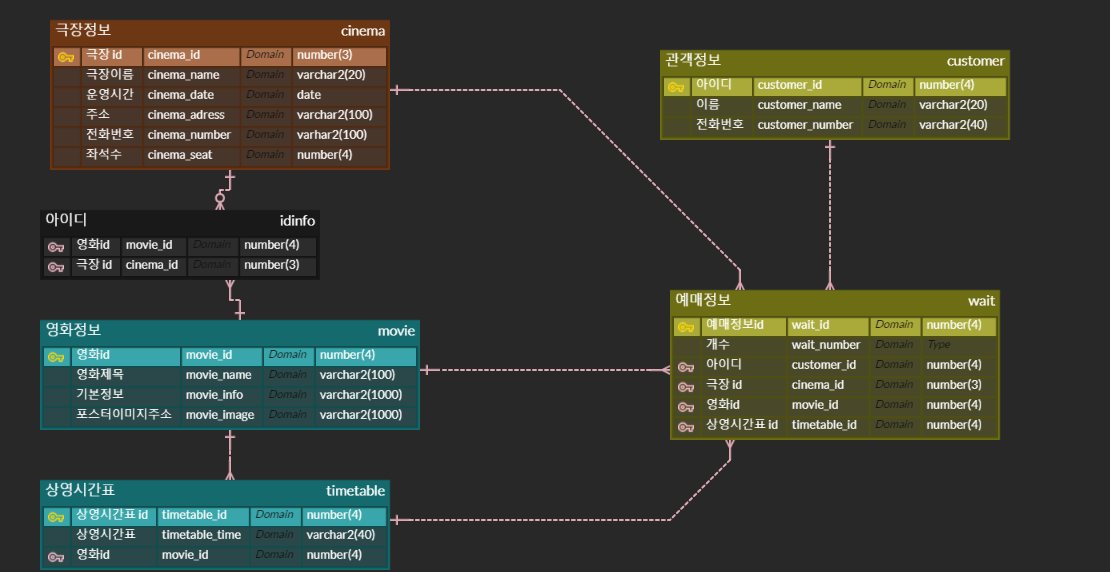 극장정보 cinema
극장 id cinema_id Domain number(3)
극장이름 cinema_name Domain varchar2(20)
운영시간 cinema_date Domain date
주소 cinema_adress Domain varchar2(100)
전화번호 cinema_number Domain varhar2(100)
좌석수 cinema_seat Domain number(4)
관객정보 customer
아이디 customer_id Domain number(4)
이름 customer_name Domain varchar2(20)
전화번호 customer_number Domain varchar2(40)
아이디 idinfo
영화id movie_id Domain number(4)
극장 id cinema_id Domain number(3)
예매정보 wait
예매정보id wait_id Domain number(4)
개수 wait_number Domain Type
아이디 customer_id Domain number(4)
극장 id cinema_id Domain number(3)
영화id movie_id Domain number(4)
상영시간표 id timetable_id Domain number(4)
영화정보 movie
영화id movie_id Domain number(4)
영화제목 movie_name Domain varchar2(100)
기본정보 movie_info Domain varchar2(1000)
포스터이미지주소 movie_image Domain varchar2(1000)
상영시간표 timetable
상영시간표 id timetable_id Domain number(4)
상영시간표 timetable_time Domain varchar2(40)
영화id movie_id Domain number(4)